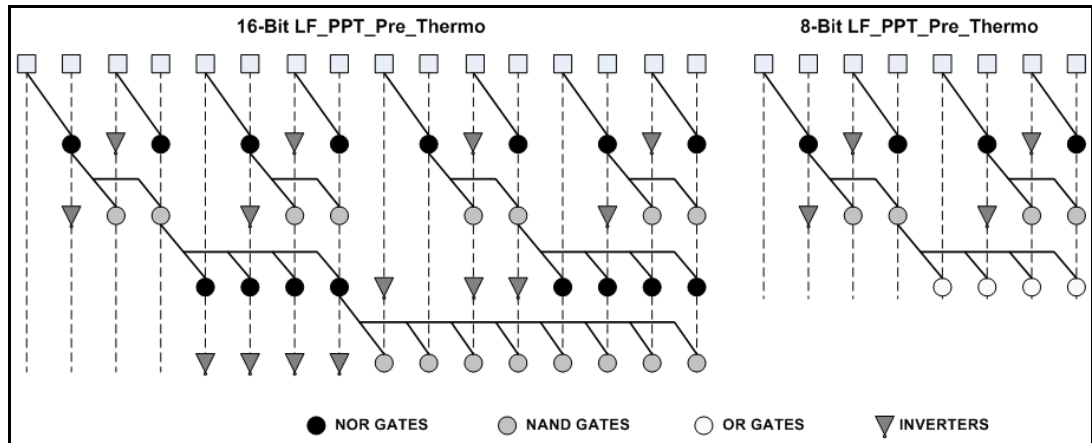 16-Bit LF_PPT_Pre_Thermo
8-Bit LF_PPT_Pre_Thermo
NOR GATES
NAND GATES
OR GATES
INVERTERS